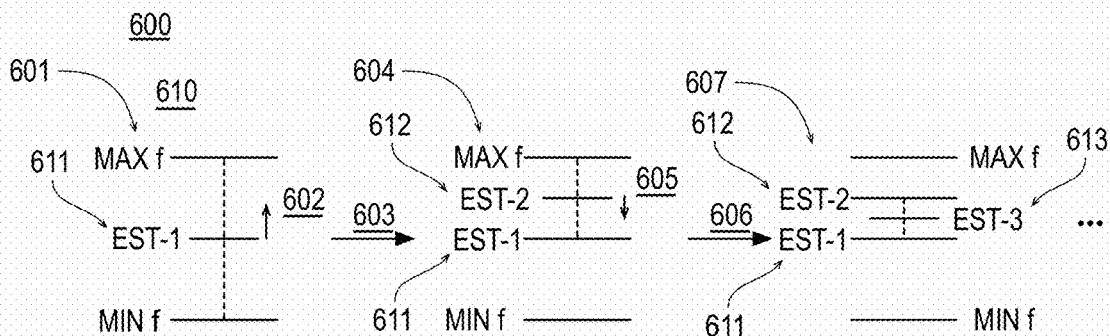 600
601 604 607
610
611 612 612 613
MAX f MAX f MAX f
602 EST-2 605 EST-2
EST-1 603 EST-1 606 EST-1 EST-3 ...
MIN f 611 MIN f 611 MIN f